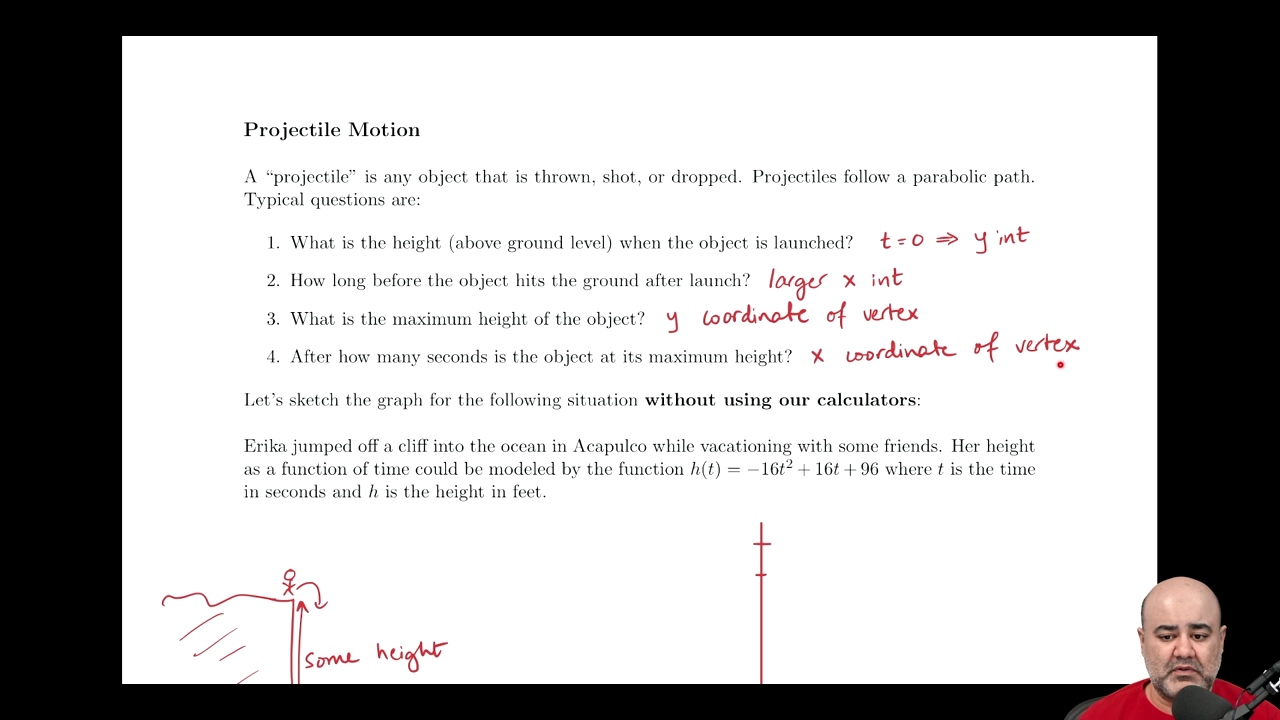 Projectile Motion
A “projectile” is any object that is thrown, shot, or dropped. Projectiles follow a parabolic path.
Typical questions are:
1. What is the height (above ground level) when the object is launched? t = 0 ⇒ y int
2. How long before the object hits the ground after launch? larger x int
3. What is the maximum height of the object? y coordinate of vertex
4. After how many seconds is the object at its maximum height? x coordinate of vertex
Let’s sketch the graph for the following situation without using our calculators:
Erika jumped off a cliff into the ocean in Acapulco while vacationing with some friends. Her height
as a function of time could be modeled by the function h(t) = −16t² + 16t + 96 where t is the time
in seconds and h is the height in feet.
some height